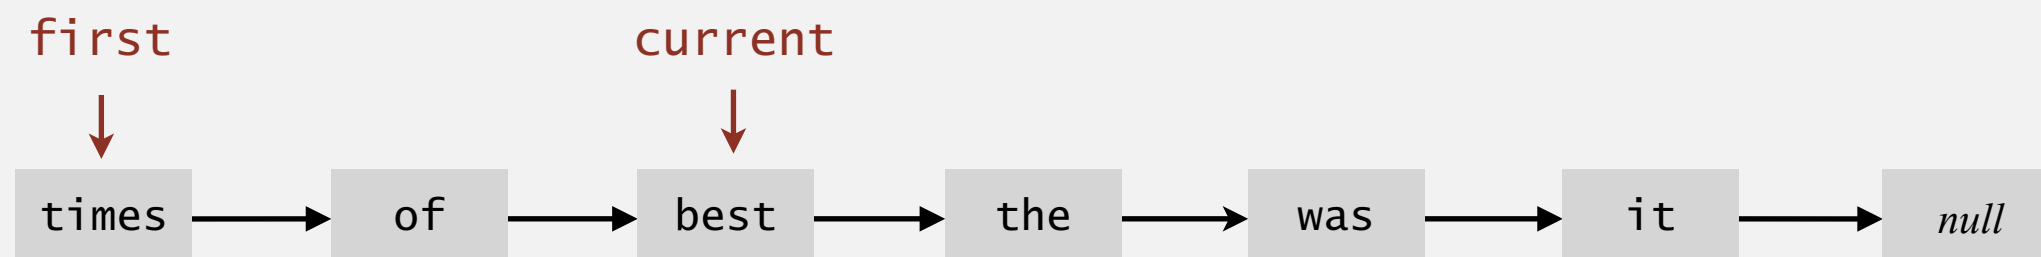 first current
times of best the was it null